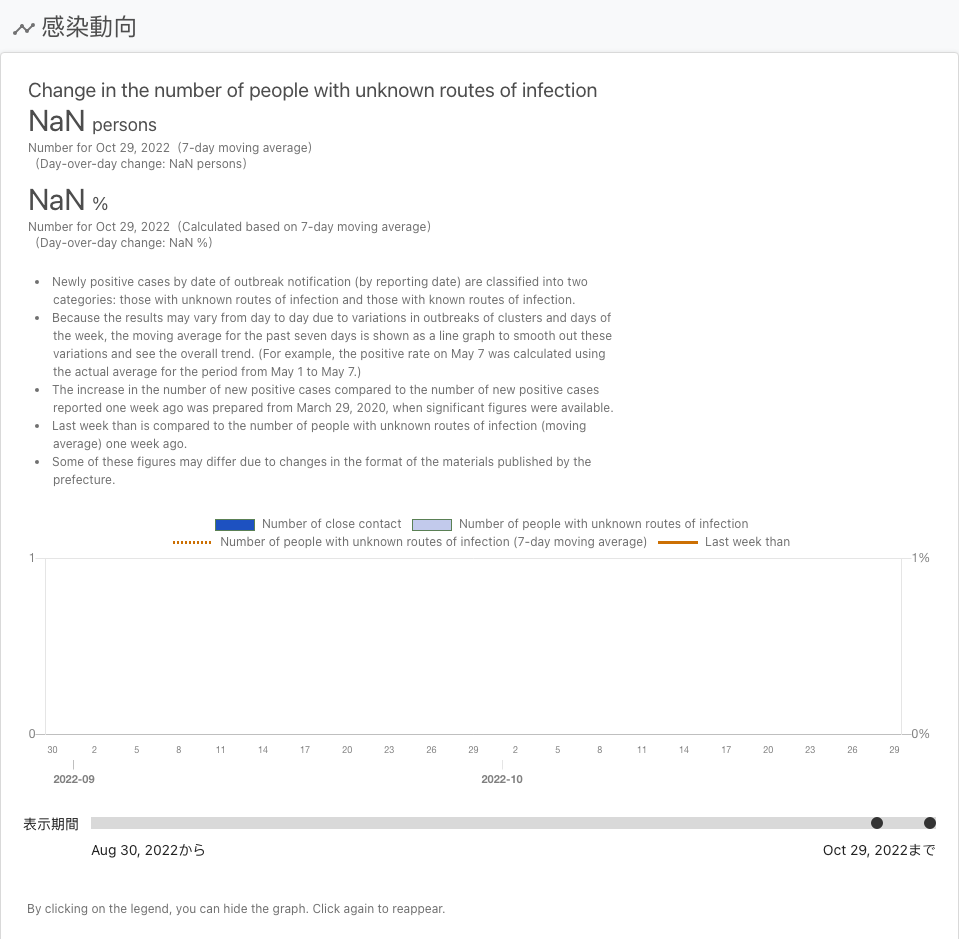 感染動向
Change in the number of people with unknown routes of infection
NaN persons
Number for Oct 29, 2022 (7-day moving average)
(Day-over-day change: NaN persons)
NaN %
Number for Oct 29, 2022 (Calculated based on 7-day moving average)
(Day-over-day change: NaN %)
• Newly positive cases by date of outbreak notification (by reporting date) are classified into two
categories: those with unknown routes of infection and those with known routes of infection.
• Because the results may vary from day to day due to variations in outbreaks of clusters and days of
the week, the moving average for the past seven days is shown as a line graph to smooth out these
variations and see the overall trend. (For example, the positive rate on May 7 was calculated using
the actual average for the period from May 1 to May 7.)
• The increase in the number of new positive cases compared to the number of new positive cases
reported one week ago was prepared from March 29, 2020, when significant figures were available.
• Last week than is compared to the number of people with unknown routes of infection (moving
average) one week ago.
• Some of these figures may differ due to changes in the format of the materials published by the
prefecture.
Number of close contact Number of people with unknown routes of infection
Number of people with unknown routes of infection (7-day moving average) Last week than
1 1%
0 0%
30 2 5 8 11 14 17 20 23 26 29 2 5 8 11 14 17 20 23 26 29
2022-09 2022-10
表示期間
Aug 30, 2022から Oct 29, 2022まで
By clicking on the legend, you can hide the graph. Click again to reappear.